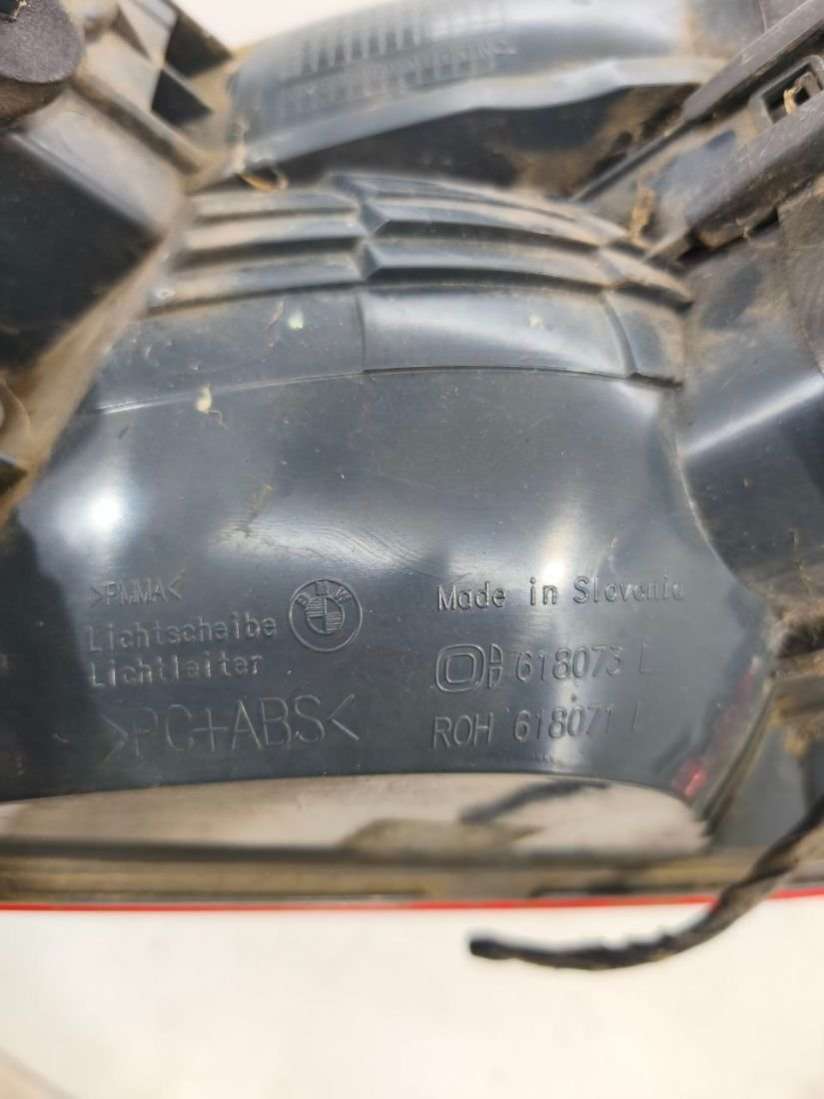 >PMMA<
Lichtscheibe
Lichtleiter
>PC+ABS<
BMW
Made in Slovenia
618073 L
ROH 618071 L